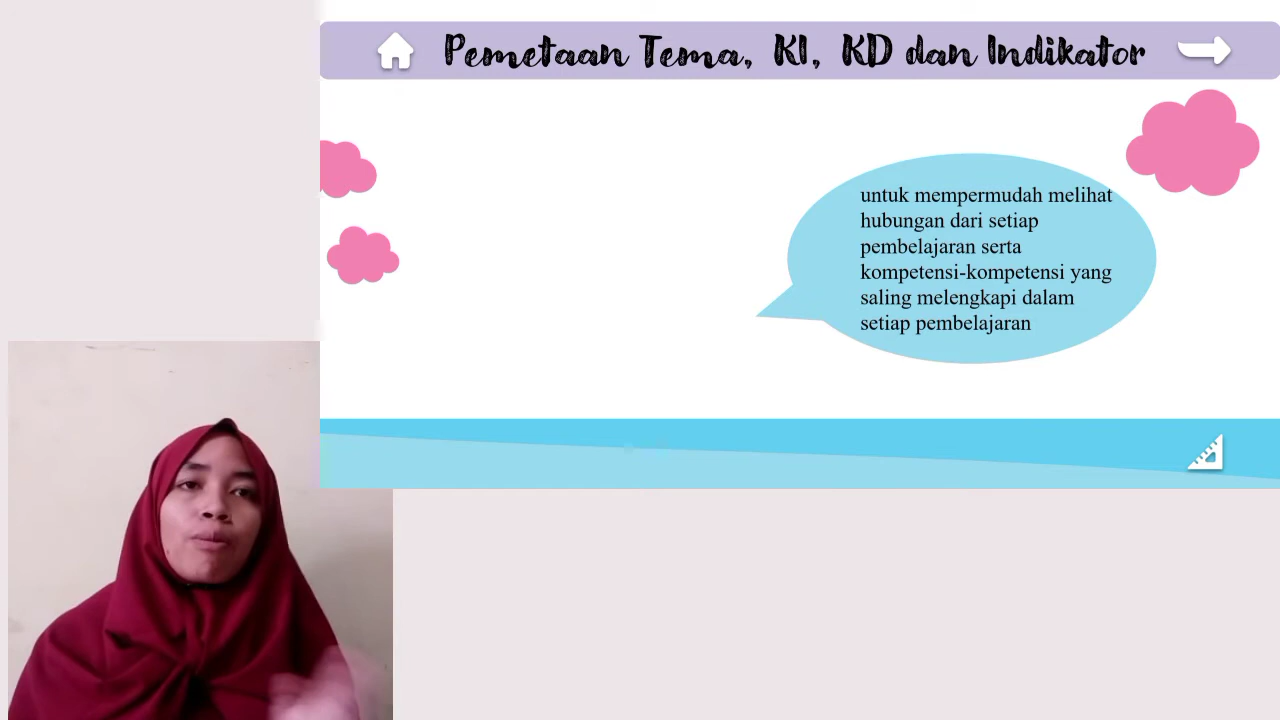 Pemetaan Tema, KI, KD dan Indikator
untuk mempermudah melihat
hubungan dari setiap
pembelajaran serta
kompetensi-kompetensi yang
saling melengkapi dalam
setiap pembelajaran